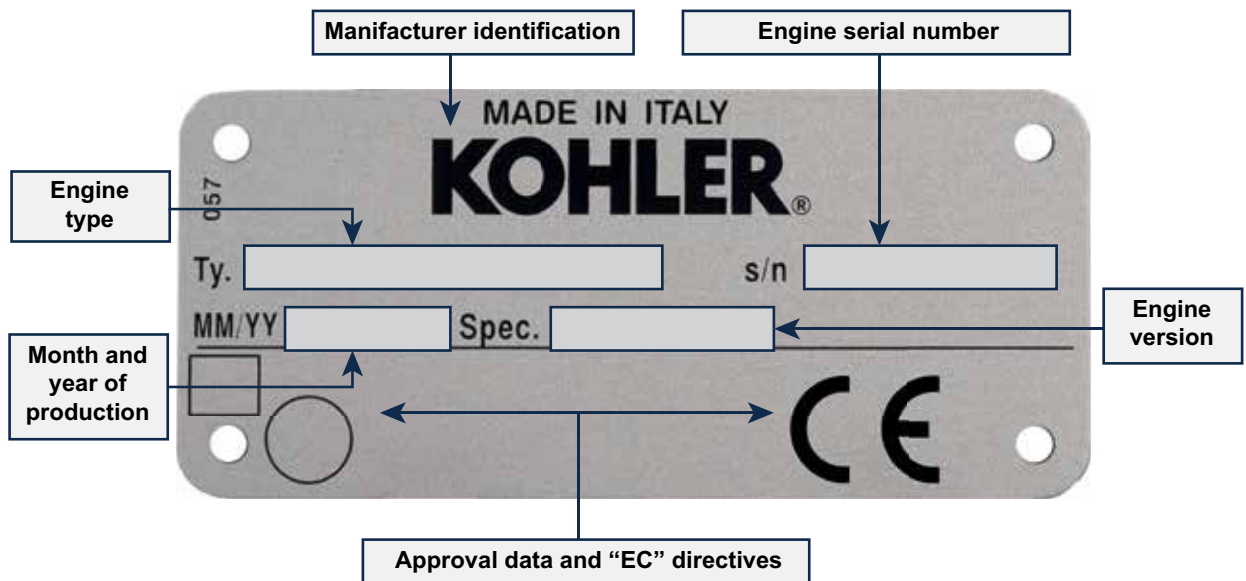 Manifacturer identification
Engine serial number
MADE IN ITALY
KOHLER®
Engine
type
057
Ty.
s/n
MM/YY
Spec.
Engine
version
Month and
year of
production
CE
Approval data and “EC” directives